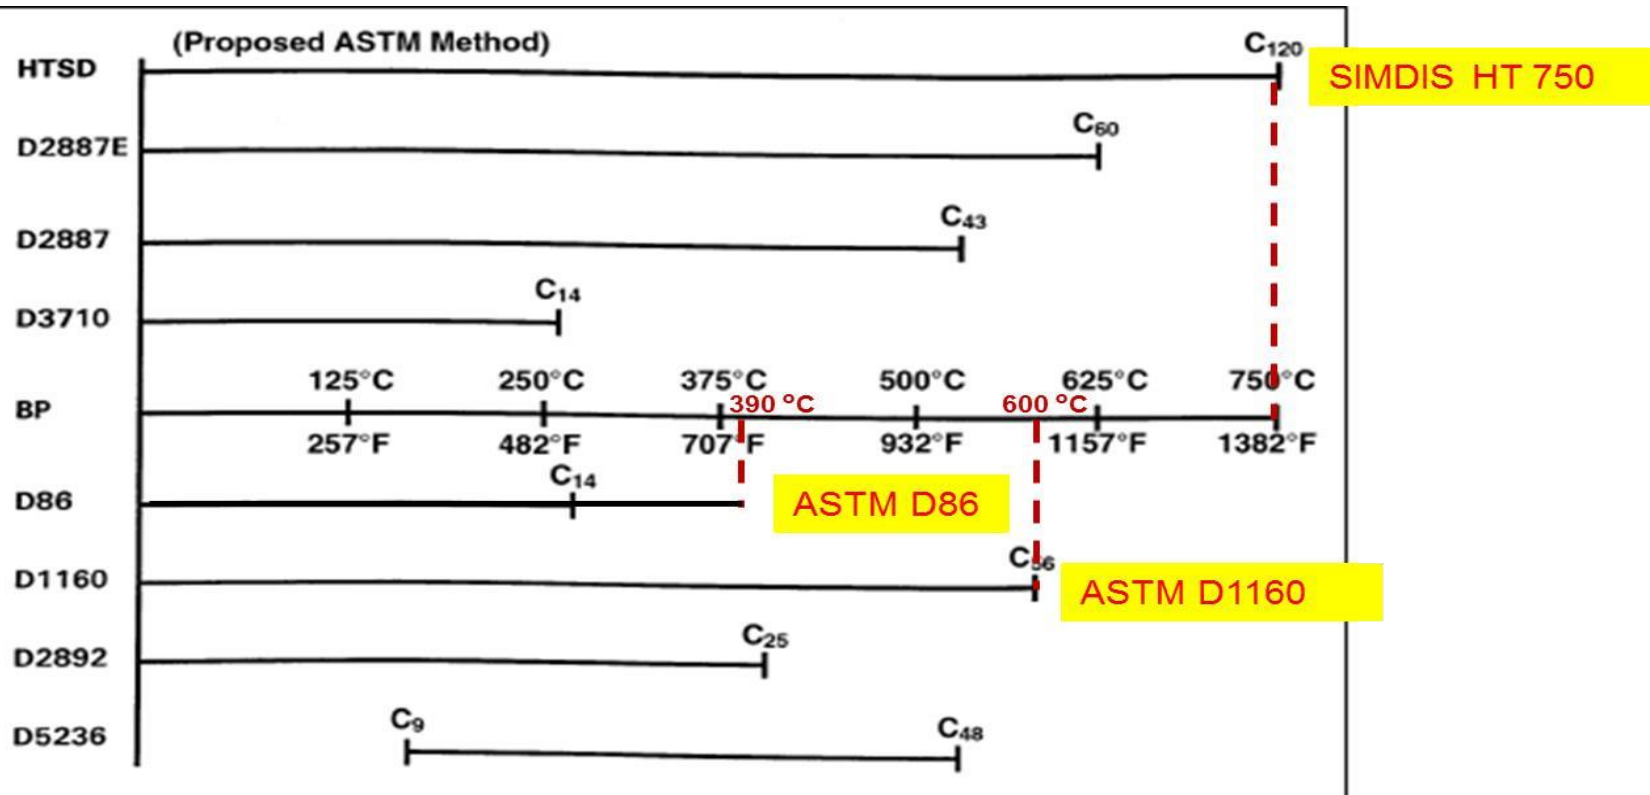 (Proposed ASTM Method)
HTSD
C120
SIMDIS HT 750
D2887E
C60
D2887
C43
D3710
C14
125°C 250°C 375°C 500°C 625°C 750°C
BP
390 °C 600 °C
257°F 482°F 707°F 932°F 1157°F 1382°F
D86
C14
ASTM D86
D1160
C56
ASTM D1160
D2892
C25
D5236
C9
C48